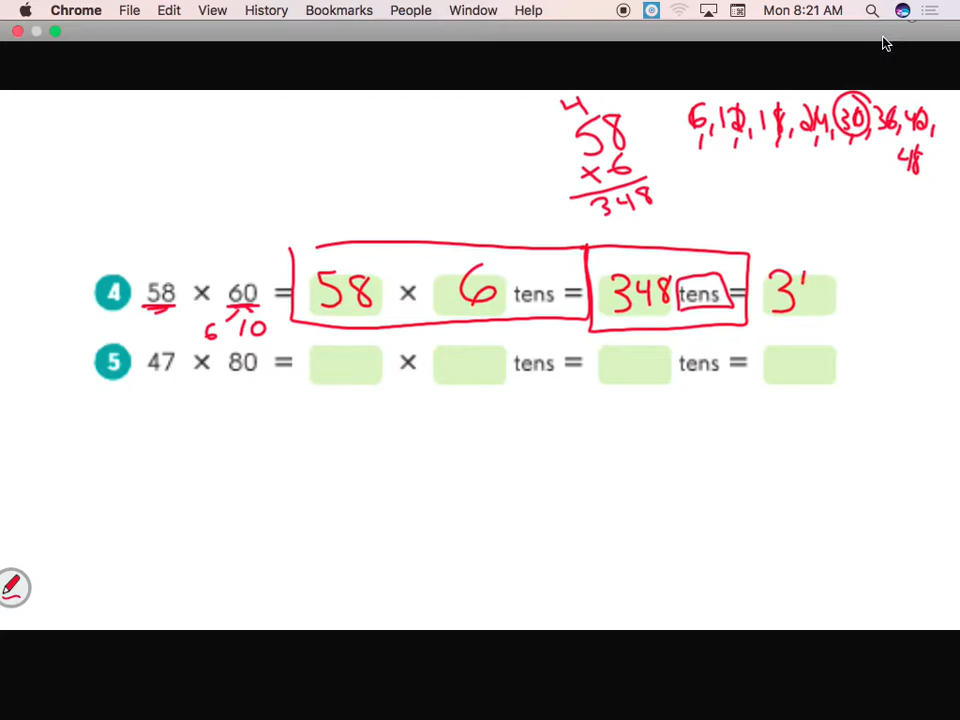 Chrome File Edit View History Bookmarks People Window Help Mon 8:21 AM
4
58
× 6
348
6, 12, 18, 24, 30, 36, 42,
48
4 58 × 60 = 58 × 6 tens = 348 tens = 3
6 10
5 47 × 80 = × tens = tens =